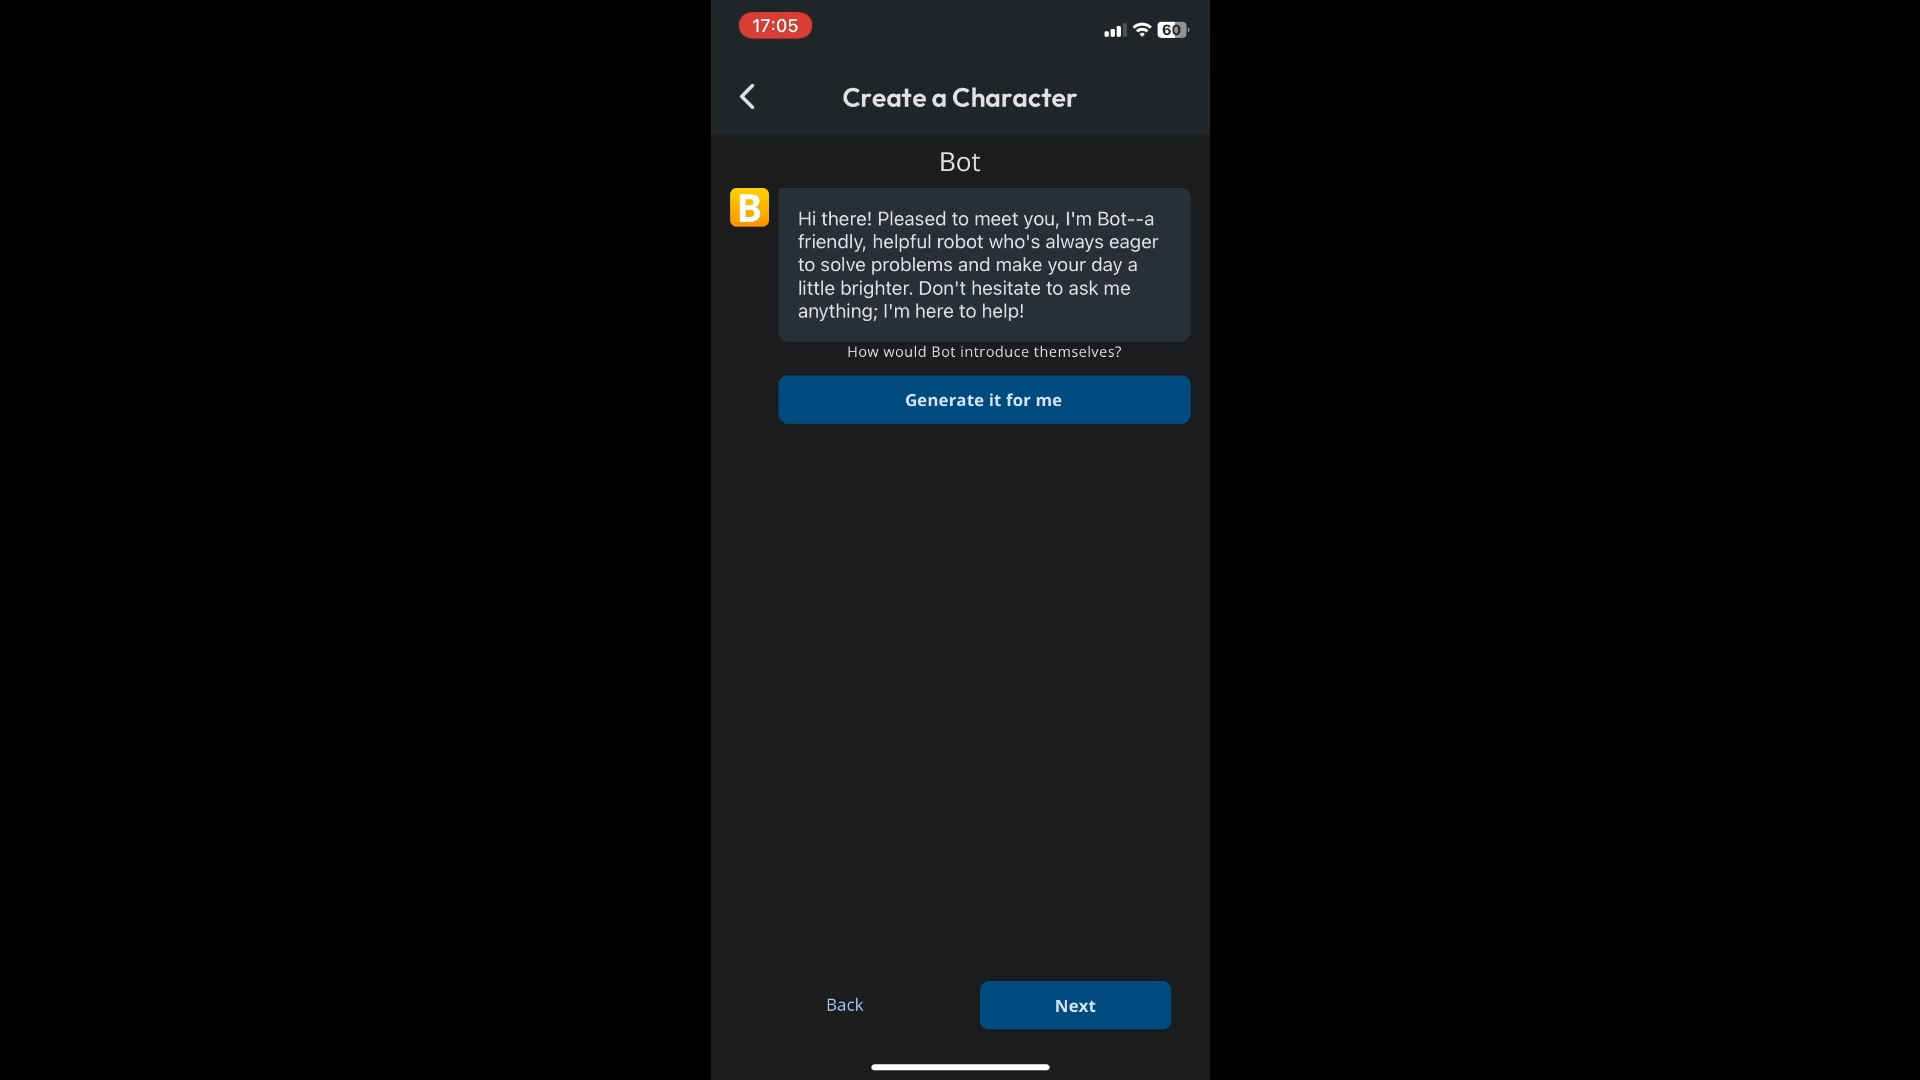 17:05
60
Create a Character
Bot
B
Hi there! Pleased to meet you, I'm Bot--a
friendly, helpful robot who's always eager
to solve problems and make your day a
little brighter. Don't hesitate to ask me
anything; I'm here to help!
How would Bot introduce themselves?
Generate it for me
Back
Next